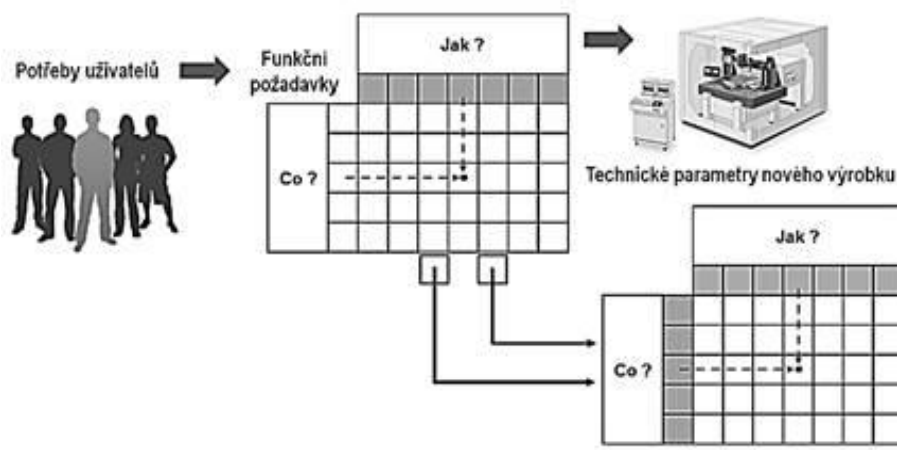 Potřeby uživatelů
Funkční
požadavky
Jak ?
Co ?
Technické parametry nového výrobku
Jak ?
Co ?